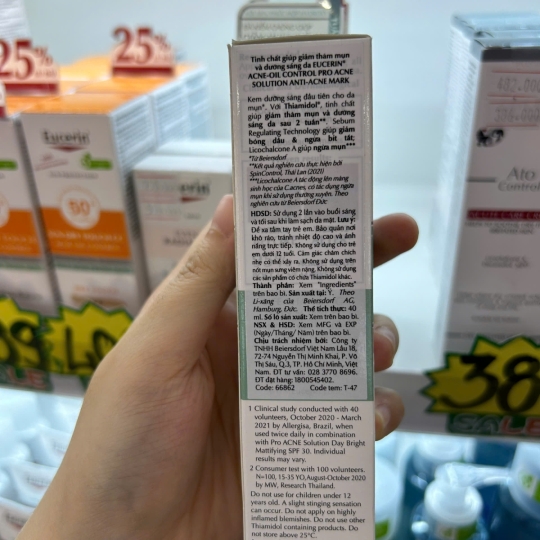 25%
25%
Eucerin
50+
Tinh chất giúp giảm thâm mụn
và dưỡng sáng da EUCERIN®
ACNE-OIL CONTROL PRO ACNE
SOLUTION ANTI-ACNE MARK
Kem dưỡng sáng đầu tiên cho da
mụn*. Với Thiamidol®, tinh chất
giúp giảm thâm mụn và dưỡng
sáng da sau 2 tuần**, Sebum
Regulating Technology giúp giảm
bóng dầu & ngừa bít tắc,
Licochalcone A giúp ngừa mụn***
*Từ Beiersdorf
**Kết quả nghiên cứu thực hiện bởi
SpinControl, Thái Lan (2021)
***Licochalcone A tác động lên màng
sinh học của C.acnes, có tác dụng ngừa
mụn khi sử dụng thường xuyên. Theo
nghiên cứu từ Beiersdorf Đức
HDSD: Sử dụng 2 lần vào buổi sáng
và tối sau khi làm sạch da mặt. Lưu ý:
Để xa tầm tay trẻ em. Bảo quản nơi
khô ráo, tránh nhiệt độ cao và ánh
nắng trực tiếp. Không sử dụng cho trẻ
em dưới 12 tuổi. Cảm giác châm chích
nhẹ có thể xảy ra. Không sử dụng trên
nốt mụn sưng viêm nặng. Không sử dụng
các sản phẩm có chứa Thiamidol khác.
Thành phần: Xem "Ingredients"
trên bao bì. Sản xuất tại: Ý. Theo
Li-xăng của Beiersdorf AG,
Hamburg, Đức. Thể tích thực: 40
ml. Số lô sản xuất: Xem trên bao bì.
NSX & HSD: Xem MFG và EXP
(Ngày/Tháng/ Năm) trên bao bì.
Chịu trách nhiệm bởi: Công ty
TNHH Beiersdorf Việt Nam Lầu 18,
72-74 Nguyễn Thị Minh Khai, P. Võ
Thị Sáu, Q.3, TP. Hồ Chí Minh, Việt
Nam. ĐT tư vấn: 028 3770 8696.
ĐT đặt hàng: 1800545402.
Code: 66862 Code tem: T-47
1 Clinical study conducted with 40
volunteers, October 2020 - March
2021 by Allergisa, Brazil, when
used twice daily in combination
with Pro ACNE Solution Day Bright
Mattifying SPF 30. Individual
results may vary.
2 Consumer test with 100 volunteers.
N=100, 15-35 YO,August-October 2020
by MW, Research Thailand.
Do not use for children under 12
years old. A slight stinging sensation
can occur. Do not apply on highly
inflamed blemishes. Do not use other
Thiamidol containing products. Do
not store above 25°C.
Ato
Control
38
SALE